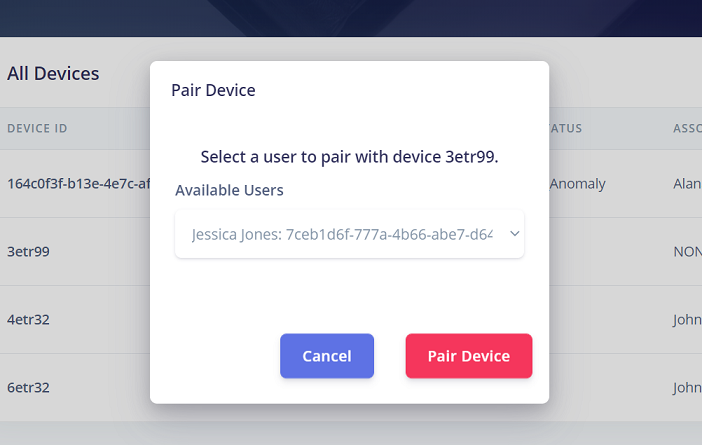 All Devices
DEVICE ID
ATUS
ASSO
164c0f3f-b13e-4e7c-af
Anomaly
Alan
3etr99
NON
4etr32
John
6etr32
John
Pair Device
Select a user to pair with device 3etr99.
Available Users
Jessica Jones: 7ceb1d6f-777a-4b66-abe7-d64
Cancel
Pair Device